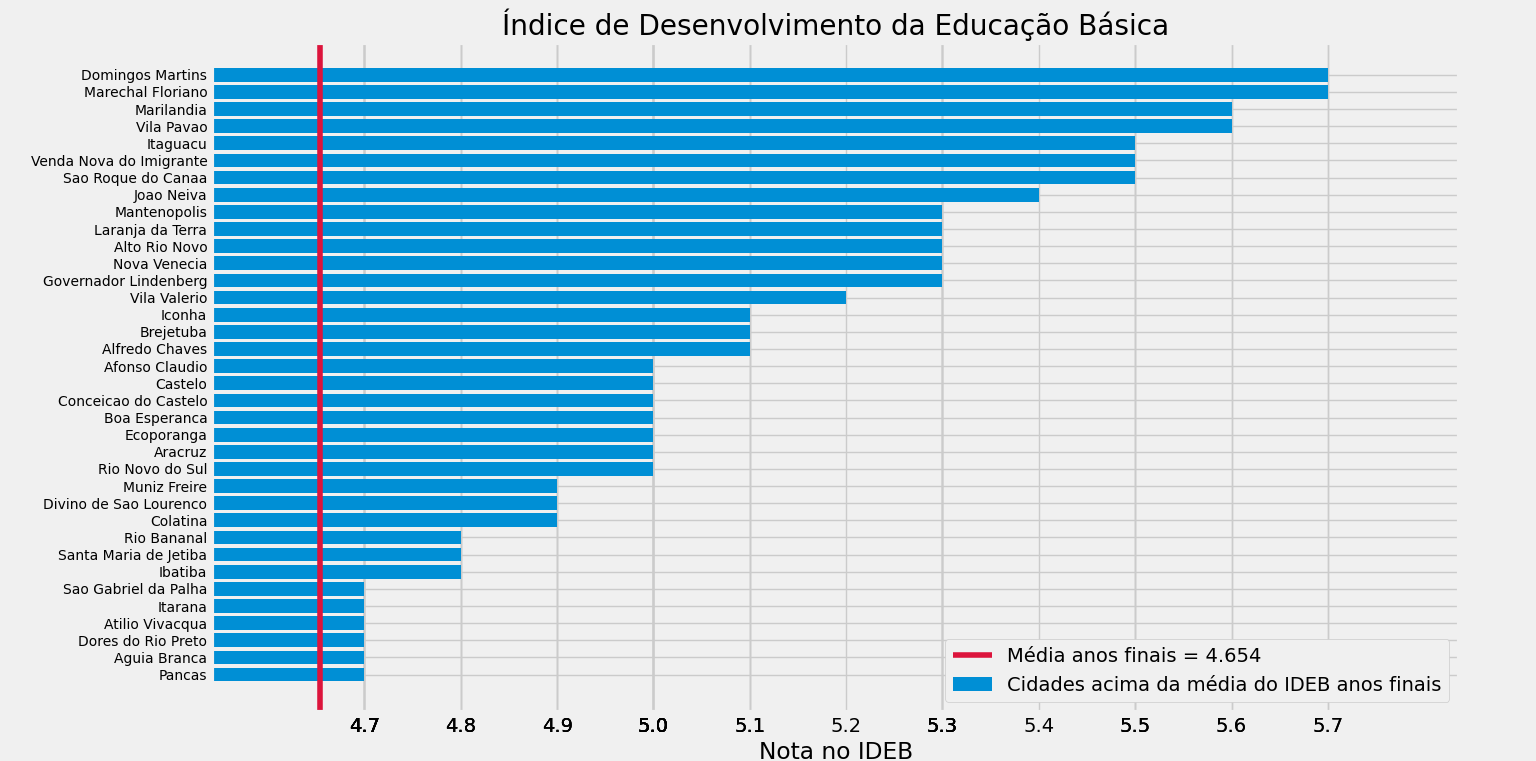 Índice de Desenvolvimento da Educação Básica
Domingos Martins
Marechal Floriano
Marilandia
Vila Pavao
Itaguacu
Venda Nova do Imigrante
Sao Roque do Canaa
Joao Neiva
Mantenopolis
Laranja da Terra
Alto Rio Novo
Nova Venecia
Governador Lindenberg
Vila Valerio
Iconha
Brejetuba
Alfredo Chaves
Afonso Claudio
Castelo
Conceicao do Castelo
Boa Esperanca
Ecoporanga
Aracruz
Rio Novo do Sul
Muniz Freire
Divino de Sao Lourenco
Colatina
Rio Bananal
Santa Maria de Jetiba
Ibatiba
Sao Gabriel da Palha
Itarana
Atilio Vivacqua
Dores do Rio Preto
Aguia Branca
Pancas
Média anos finais = 4.654
Cidades acima da média do IDEB anos finais
4.7 4.8 4.9 5.0 5.1 5.2 5.3 5.4 5.5 5.6 5.7
Nota no IDEB